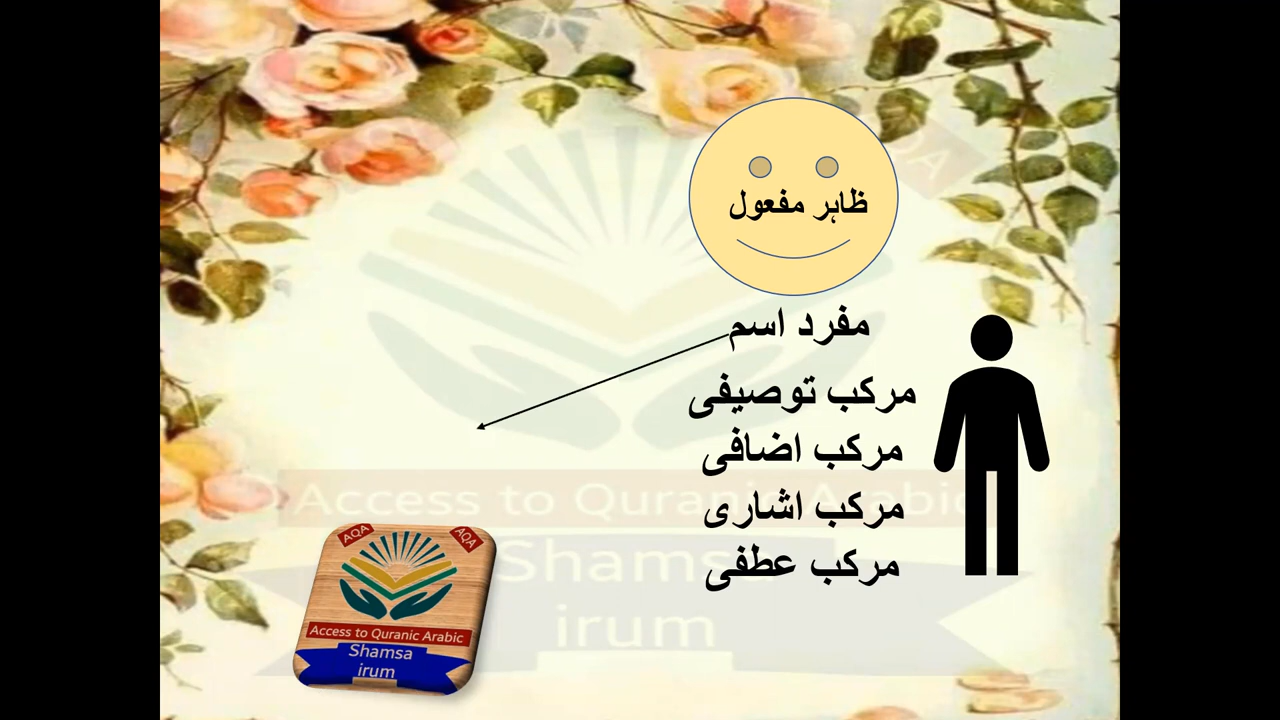 ظاہر مفعول
مفرد اسم
مرکب توصیفی
مرکب اضافی
مرکب اشاری
مرکب عطفی
Access to Quranic Arabic
Shamsa
irum
AQA
AQA
AQA
Access to Quranic Arabic
Shamsa
irum